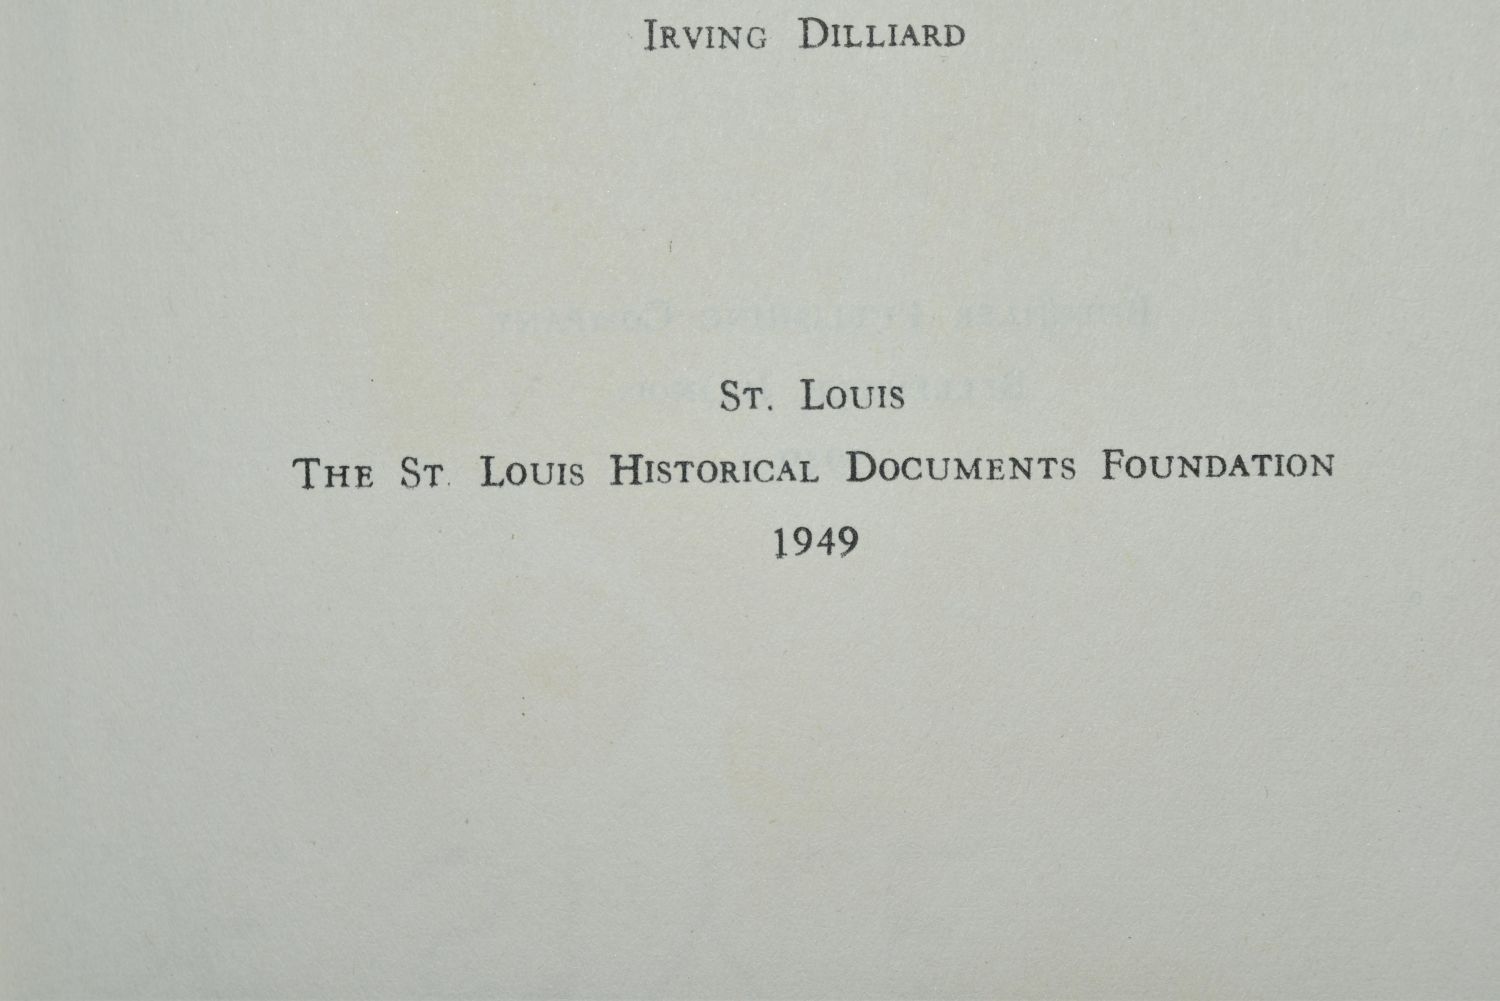 Irving Dilliard
St. Louis
The St. Louis Historical Documents Foundation
1949